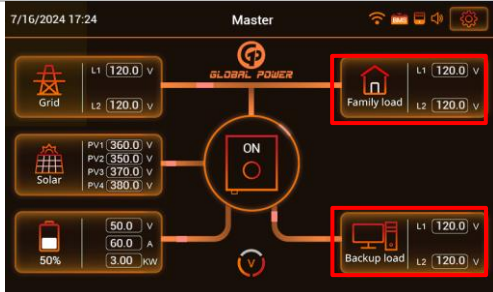 7/16/2024 17:24
Master
BMS
GLOBAL POWER
Grid
L1 120.0 V
L2 120.0 V
Family load
L1 120.0 V
L2 120.0 V
Solar
PV1 360.0 V
PV2 350.0 V
PV3 370.0 V
PV4 380.0 V
ON
50%
50.0 V
60.0 A
3.00 KW
V
Backup load
L1 120.0 V
L2 120.0 V